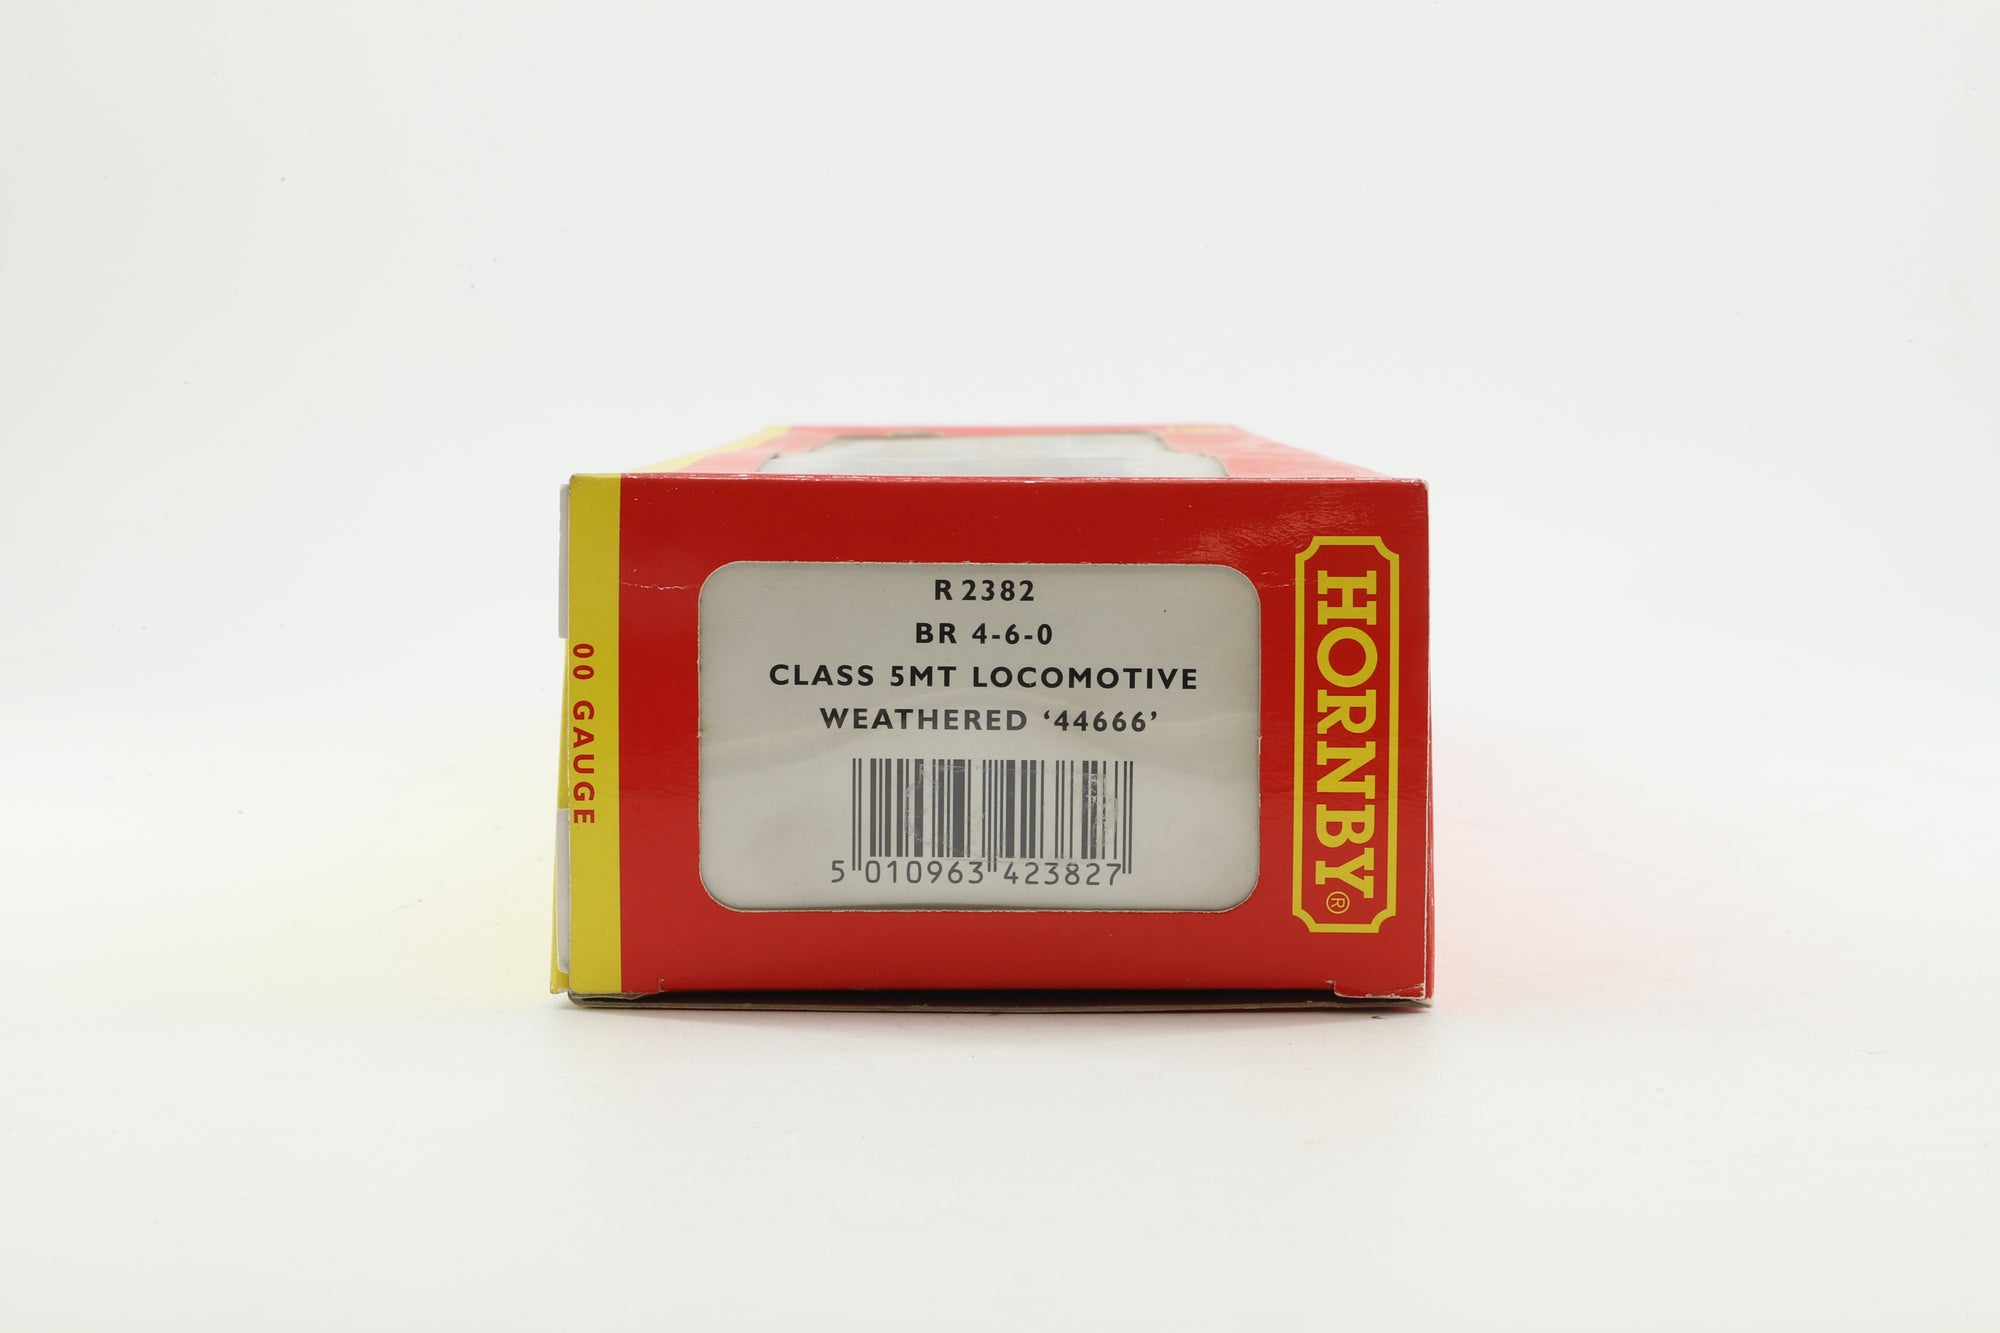 R 2382
BR 4-6-0
CLASS 5MT LOCOMOTIVE
WEATHERED ‘44666’
5 010963 423827
00 GAUGE
HORNBY®